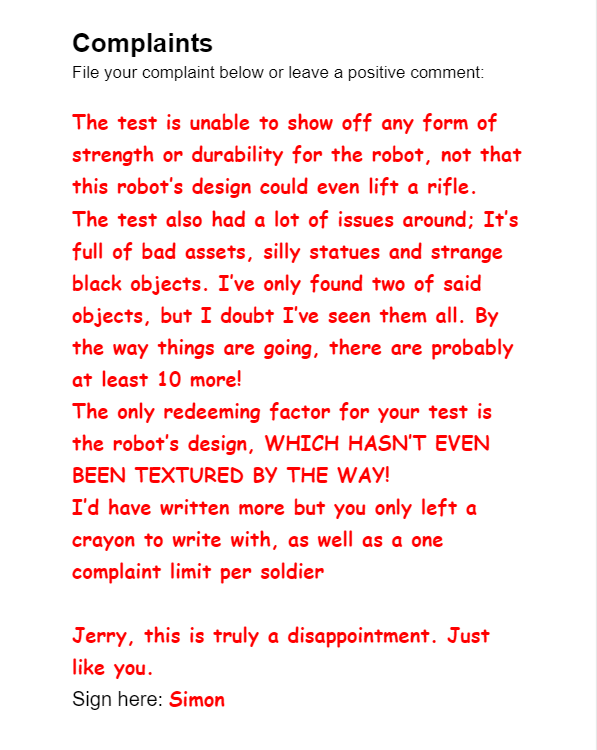 Complaints
File your complaint below or leave a positive comment:
The test is unable to show off any form of
strength or durability for the robot, not that
this robot's design could even lift a rifle.
The test also had a lot of issues around; It's
full of bad assets, silly statues and strange
black objects. I've only found two of said
objects, but I doubt I've seen them all. By
the way things are going, there are probably
at least 10 more!
The only redeeming factor for your test is
the robot's design, WHICH HASN'T EVEN
BEEN TEXTURED BY THE WAY!
I'd have written more but you only left a
crayon to write with, as well as a one
complaint limit per soldier
Jerry, this is truly a disappointment. Just
like you.
Sign here: Simon